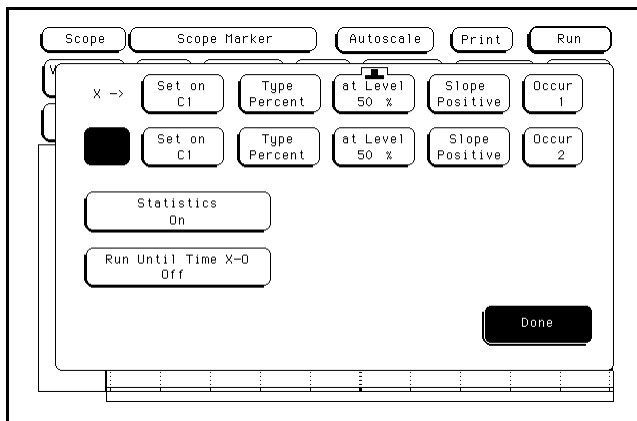 Scope Scope Marker Autoscale Print Run
X -> Set on C1 Type Percent at Level 50 % Slope Positive Occur 1
Set on C1 Type Percent at Level 50 % Slope Positive Occur 2
Statistics
On
Run Until Time X-O
Off
Done